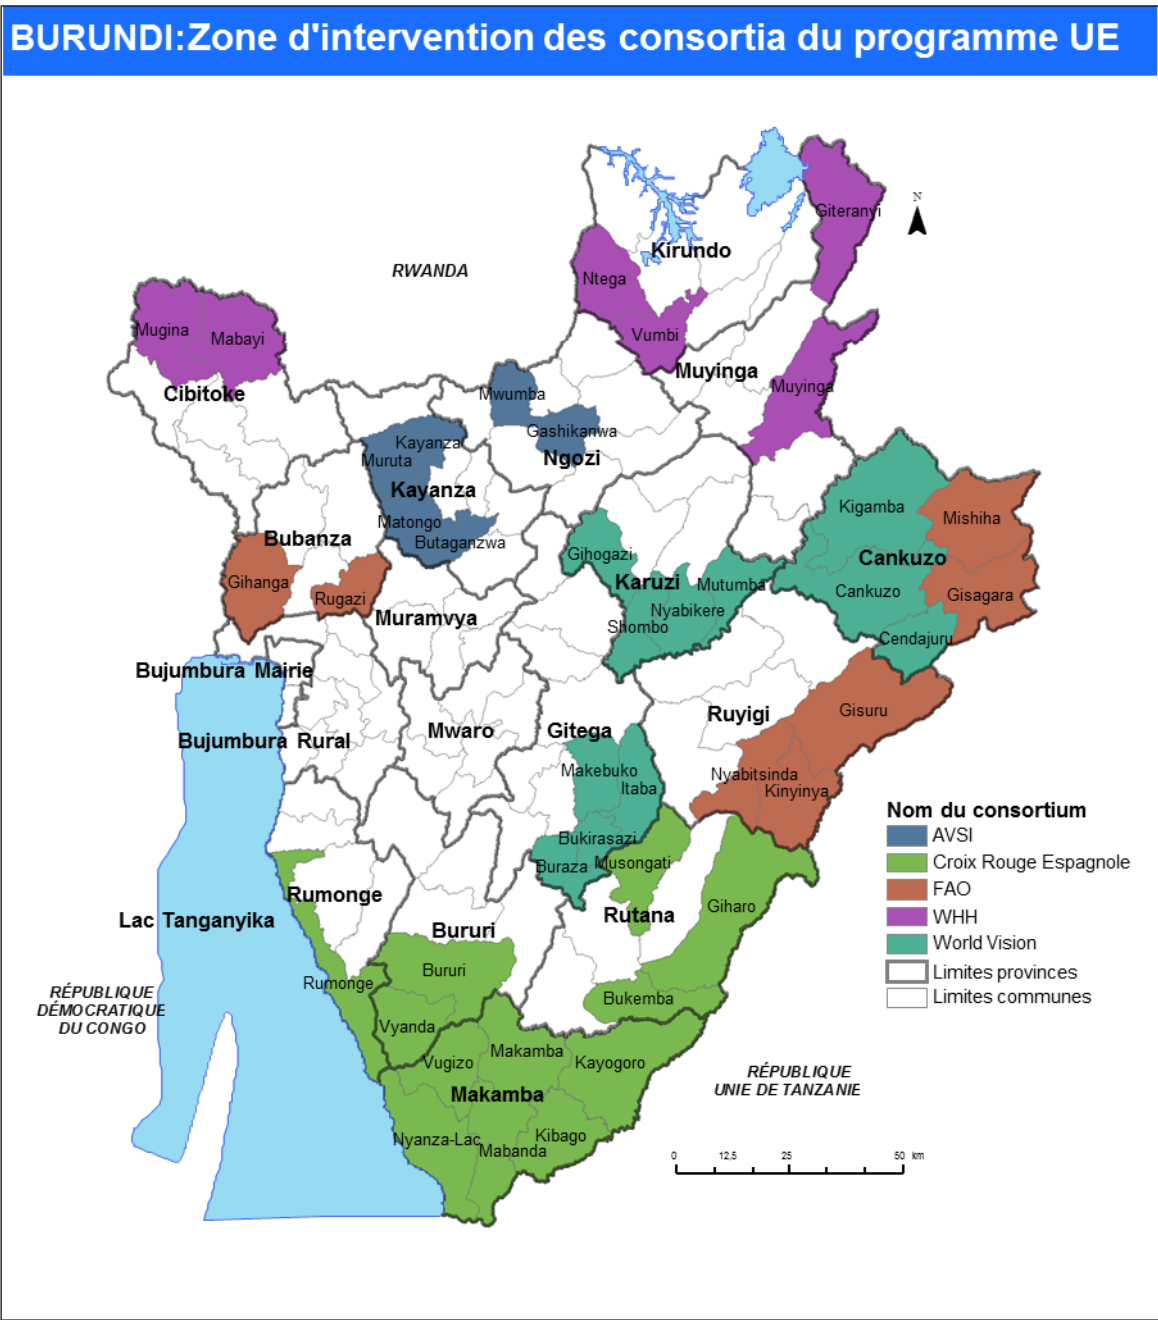 BURUNDI:Zone d'intervention des consortia du programme UE
N
Giteranyi
Kirundo
RWANDA
Ntega
Mugina
Mabayi
Vumbi
Muyinga
Muyinga
Cibitoke
Mwumba
Gashikanwa
Kayanza
Muruta
Ngozi
Kayanza
Kigamba
Mishiha
Matongo
Bubanza
Butaganzwa
Gihogazi
Cankuzo
Gihanga
Karuzi
Mutumba
Cankuzo
Gisagara
Rugazi
Nyabikere
Muramvya
Shombo
Cendajuru
Bujumbura Mairie
Gisuru
Ruyigi
Bujumbura Rural
Mwaro
Gitega
Makebuko
Nyabitsinda
Itaba
Kinyinya
Nom du consortium
AVSI
Croix Rouge Espagnole
FAO
WHH
World Vision
Limites provinces
Limites communes
Bukirasazi
Buraza
Musongati
Rumonge
Giharo
Rutana
Lac Tanganyika
Bururi
Bururi
Rumonge
Bukemba
RÉPUBLIQUE
DÉMOCRATIQUE
DU CONGO
Vyanda
Makamba
Vugizo
Kayogoro
RÉPUBLIQUE
UNIE DE TANZANIE
Makamba
Kibago
Nyanza-Lac
Mabanda
0 12,5 25 50 km